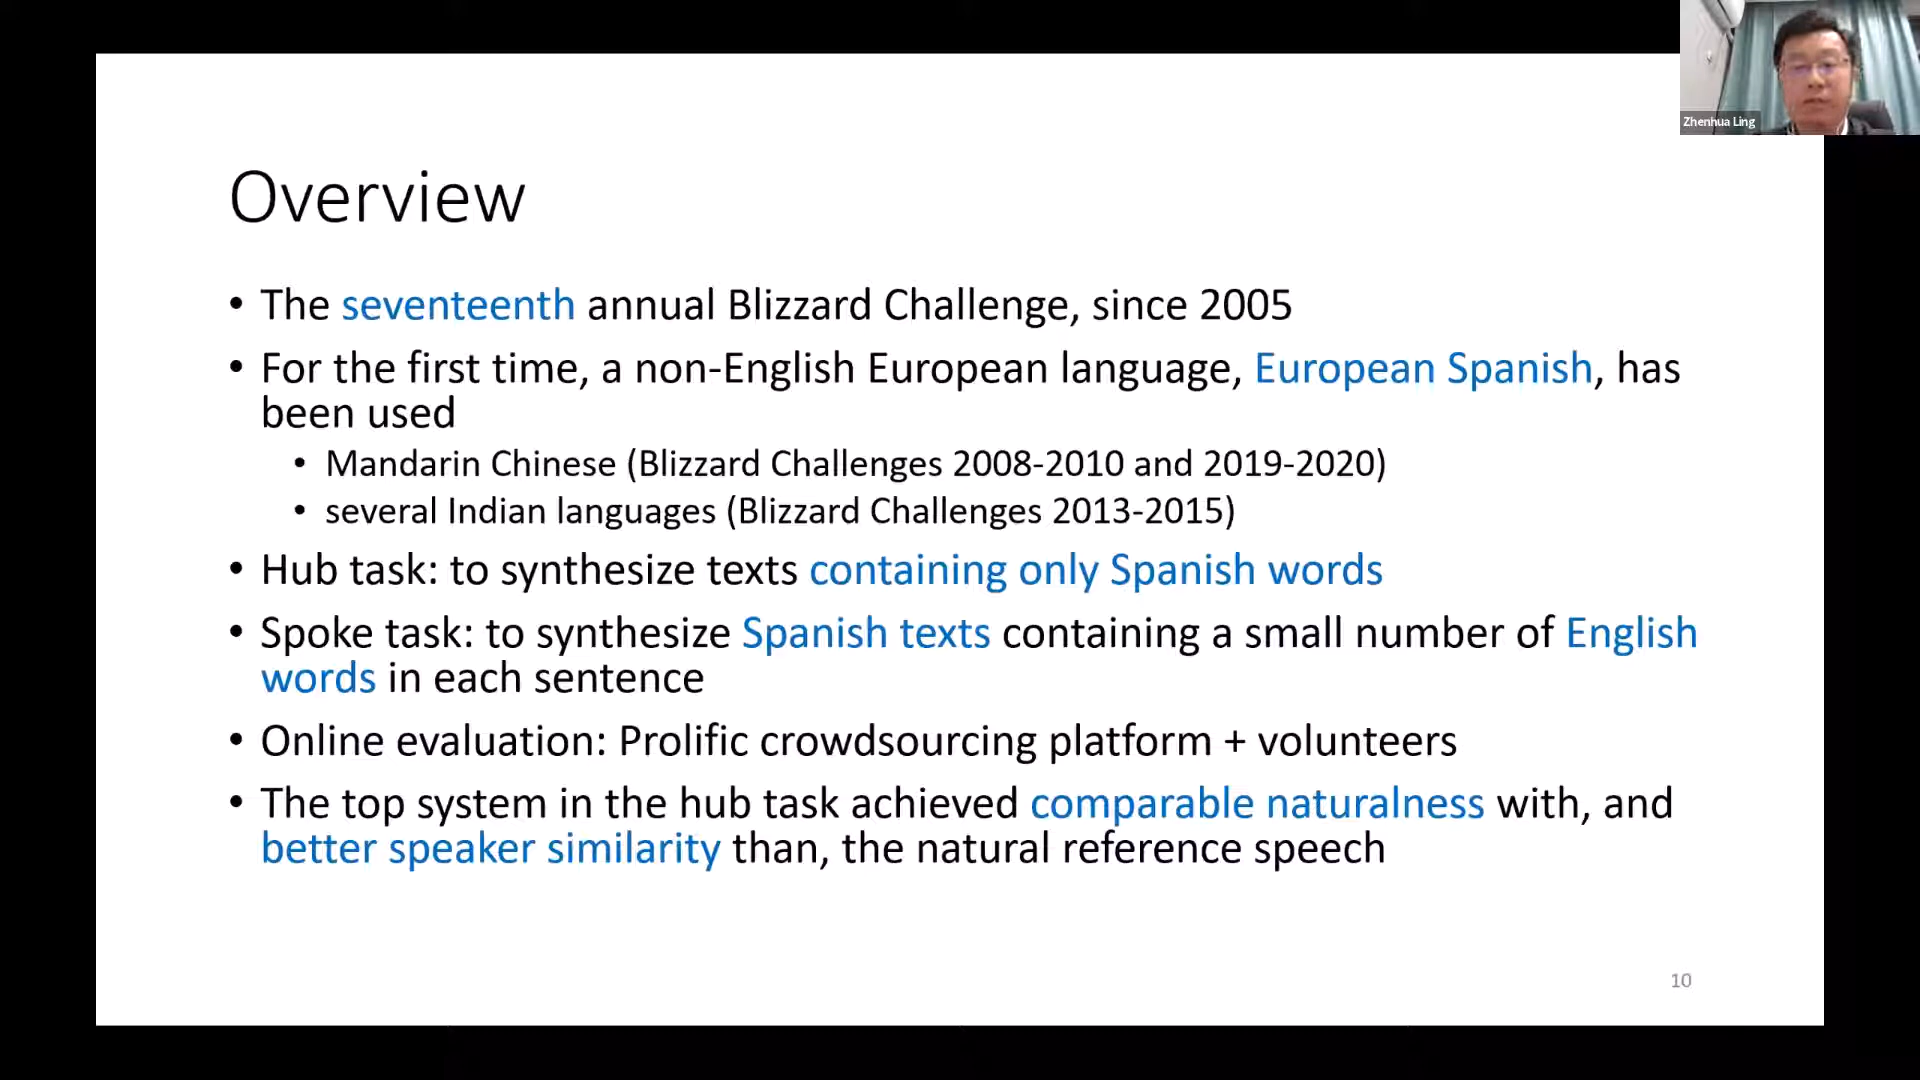 Zhenhua Ling
Overview
• The seventeenth annual Blizzard Challenge, since 2005
• For the first time, a non-English European language, European Spanish, has
been used
• Mandarin Chinese (Blizzard Challenges 2008-2010 and 2019-2020)
• several Indian languages (Blizzard Challenges 2013-2015)
• Hub task: to synthesize texts containing only Spanish words
• Spoke task: to synthesize Spanish texts containing a small number of English
words in each sentence
• Online evaluation: Prolific crowdsourcing platform + volunteers
• The top system in the hub task achieved comparable naturalness with, and
better speaker similarity than, the natural reference speech
10